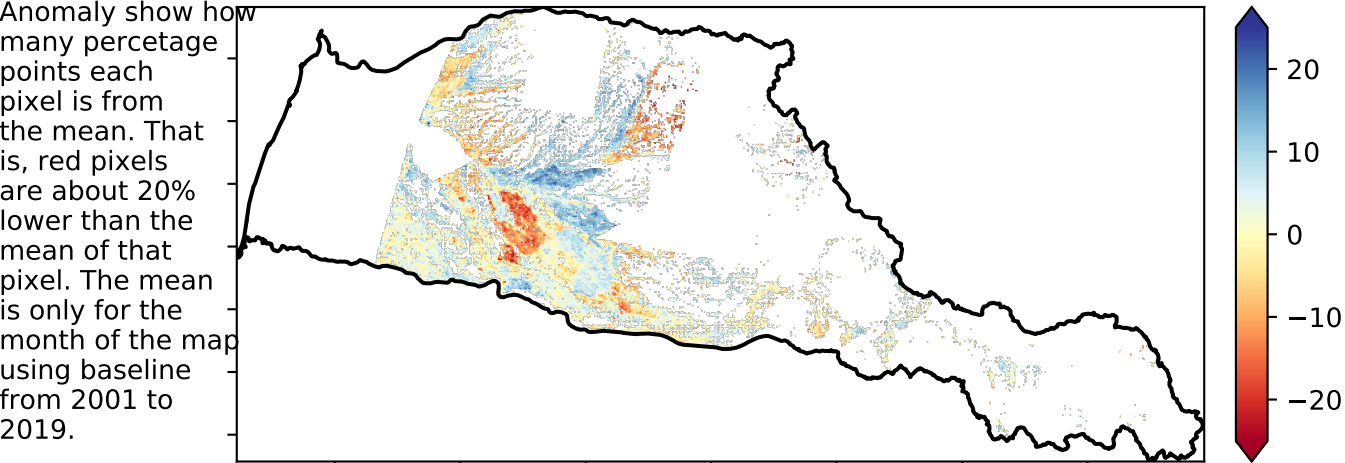 Anomaly show how
many percetage
points each
pixel is from
the mean. That
is, red pixels
are about 20%
lower than the
mean of that
pixel. The mean
is only for the
month of the map
using baseline
from 2001 to
2019.
20
10
0
−10
−20